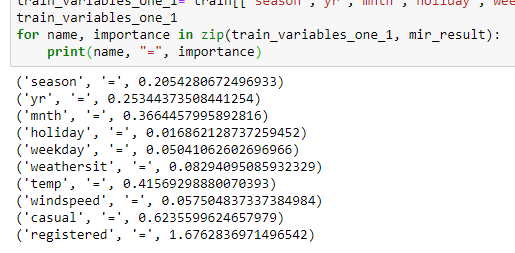 train_variables_one_1= train[['season','yr','mnth','holiday','wee
train_variables_one_1
for name, importance in zip(train_variables_one_1, mir_result):
print(name, "=", importance)
('season', '=', 0.2054280672496933)
('yr', '=', 0.25344373508441254)
('mnth', '=', 0.3664457995892816)
('holiday', '=', 0.016862128737259452)
('weekday', '=', 0.05041062602696966)
('weathersit', '=', 0.08294095085932329)
('temp', '=', 0.41569298880070393)
('windspeed', '=', 0.057504837337384984)
('casual', '=', 0.6235599624657979)
('registered', '=', 1.6762836971496542)